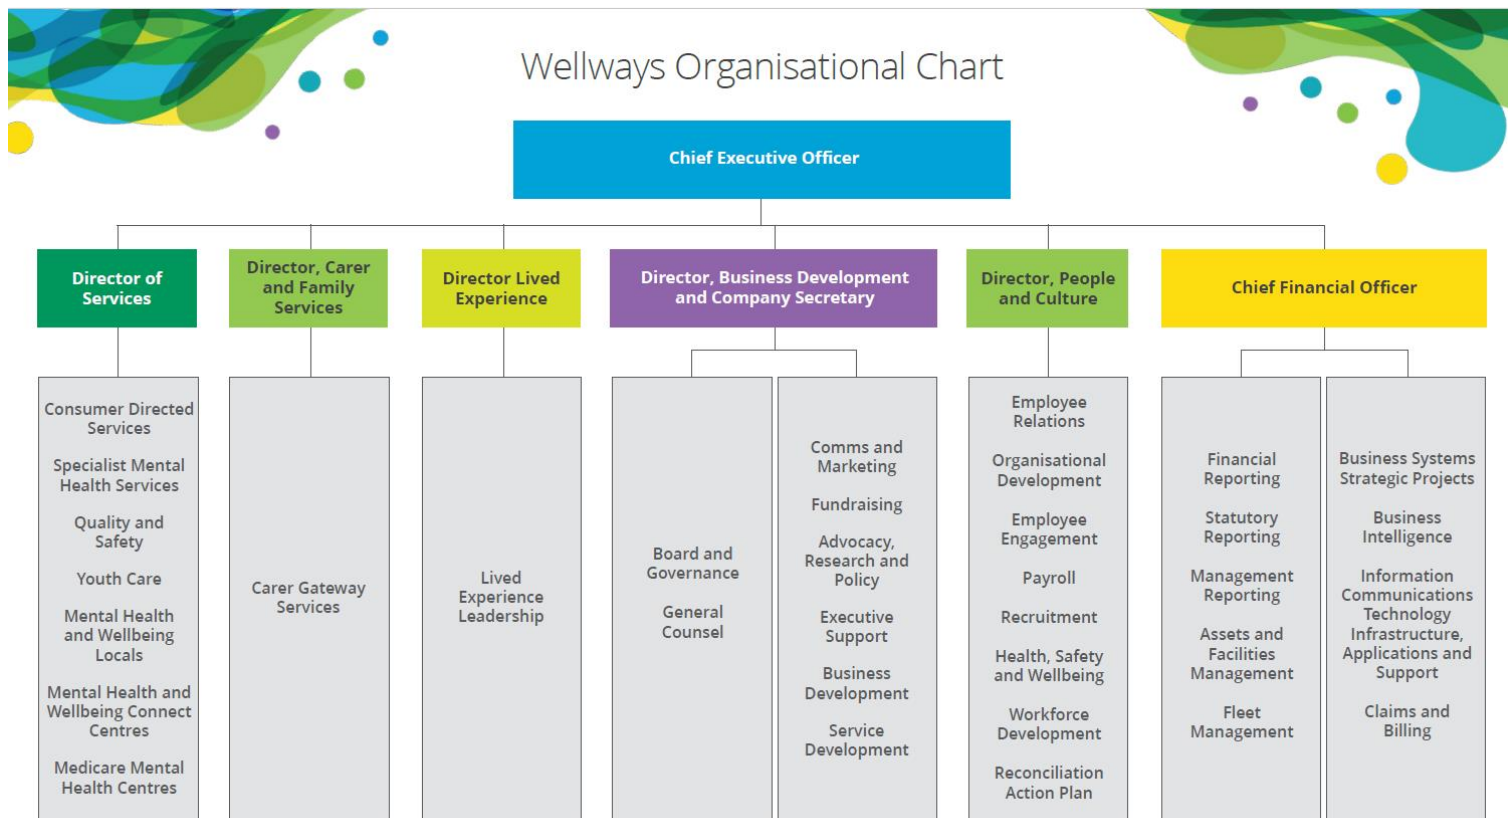 Wellways Organisational Chart
Chief Executive Officer
Director of
Services
Director, Carer
and Family
Services
Director Lived
Experience
Director, Business Development
and Company Secretary
Director, People
and Culture
Chief Financial Officer
Consumer Directed
Services
Specialist Mental
Health Services
Quality and
Safety
Youth Care
Mental Health
and Wellbeing
Locals
Mental Health and
Wellbeing Connect
Centres
Medicare Mental
Health Centres
Carer Gateway
Services
Lived
Experience
Leadership
Board and
Governance
General
Counsel
Comms and
Marketing
Fundraising
Advocacy,
Research and
Policy
Executive
Support
Business
Development
Service
Development
Employee
Relations
Organisational
Development
Employee
Engagement
Payroll
Recruitment
Health, Safety
and Wellbeing
Workforce
Development
Reconciliation
Action Plan
Financial
Reporting
Statutory
Reporting
Management
Reporting
Assets and
Facilities
Management
Fleet
Management
Business Systems
Strategic Projects
Business
Intelligence
Information
Communications
Technology
Infrastructure,
Applications and
Support
Claims and
Billing